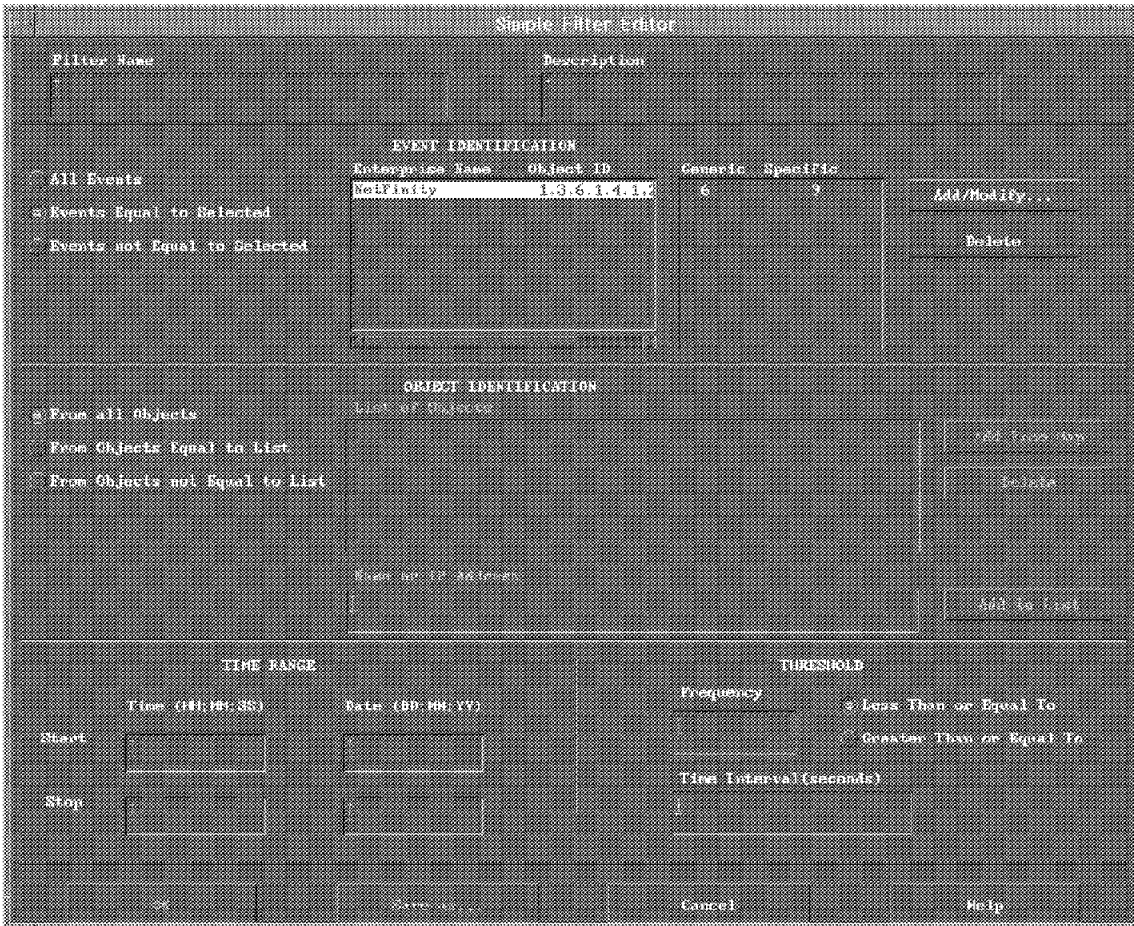 Simple Filter Editor
Filter Name Description
EVENT IDENTIFICATION
Enterprise Name Object ID Generic Specific
All Events
NetFinity 1.3.6.1.4.1. 6 9
Add/Modify...
Events Equal to Selected
Events not Equal to Selected
Delete
OBJECT IDENTIFICATION
List of Objects
From all Objects
From Objects Equal to List
From Objects not Equal to List
Delete
Name or IP Address
Add to List
TIME RANGE THRESHOLD
Frequency
Time (HH:MM:SS) Date (DD:MM:YY)
Less Than or Equal To
Start
Greater Than or Equal To
Time Interval(seconds)
Stop
OK Save as... Cancel Help